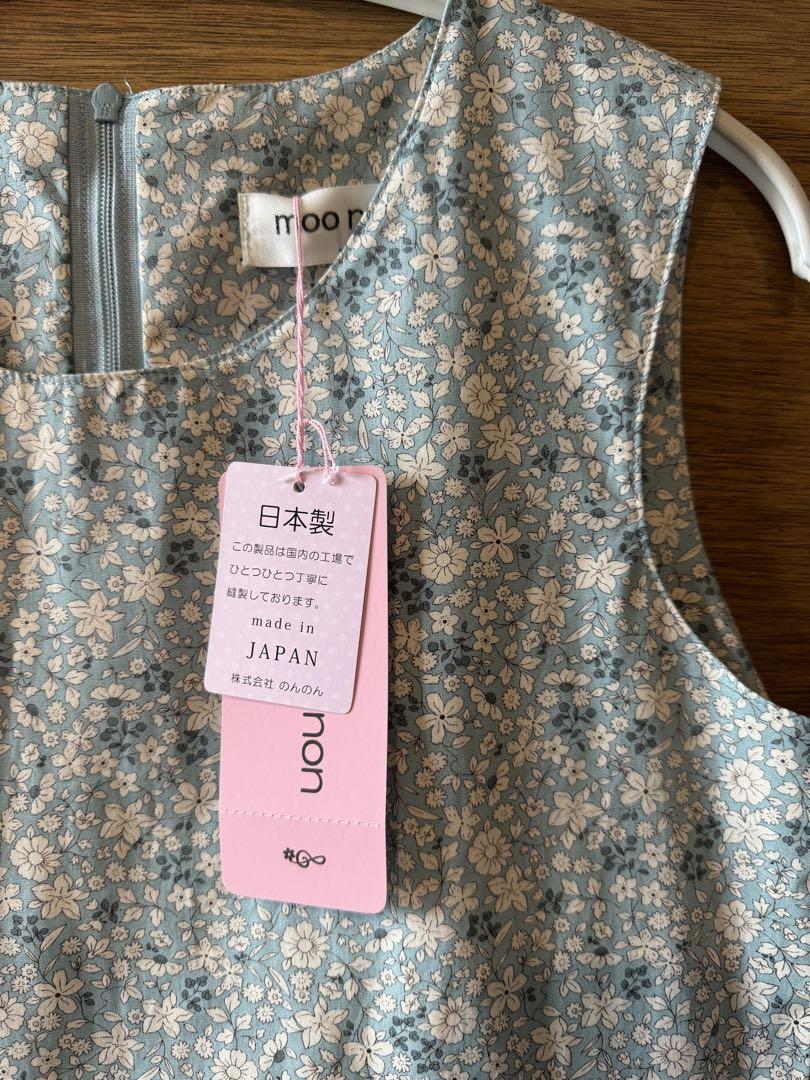 moo n
日本製
この製品は国内の工場で
ひとつひとつ丁寧に
縫製しております。
made in
JAPAN
株式会社 のんのん
non